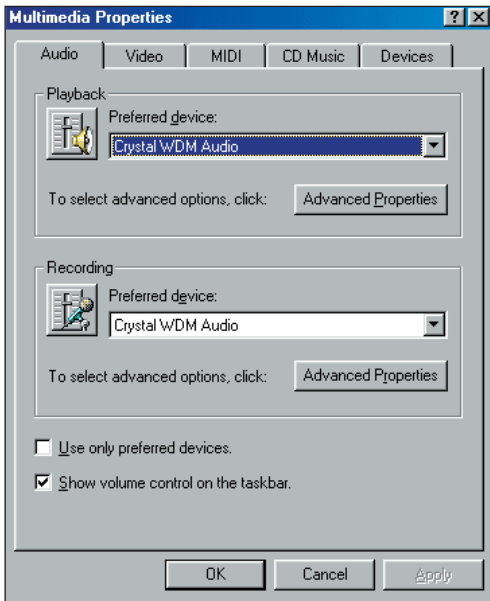 Multimedia Properties
Audio Video MIDI CD Music Devices
Playback
Preferred device:
Crystal WDM Audio
To select advanced options, click: Advanced Properties
Recording
Preferred device:
Crystal WDM Audio
To select advanced options, click: Advanced Properties
Use only preferred devices.
Show volume control on the taskbar.
OK Cancel Apply